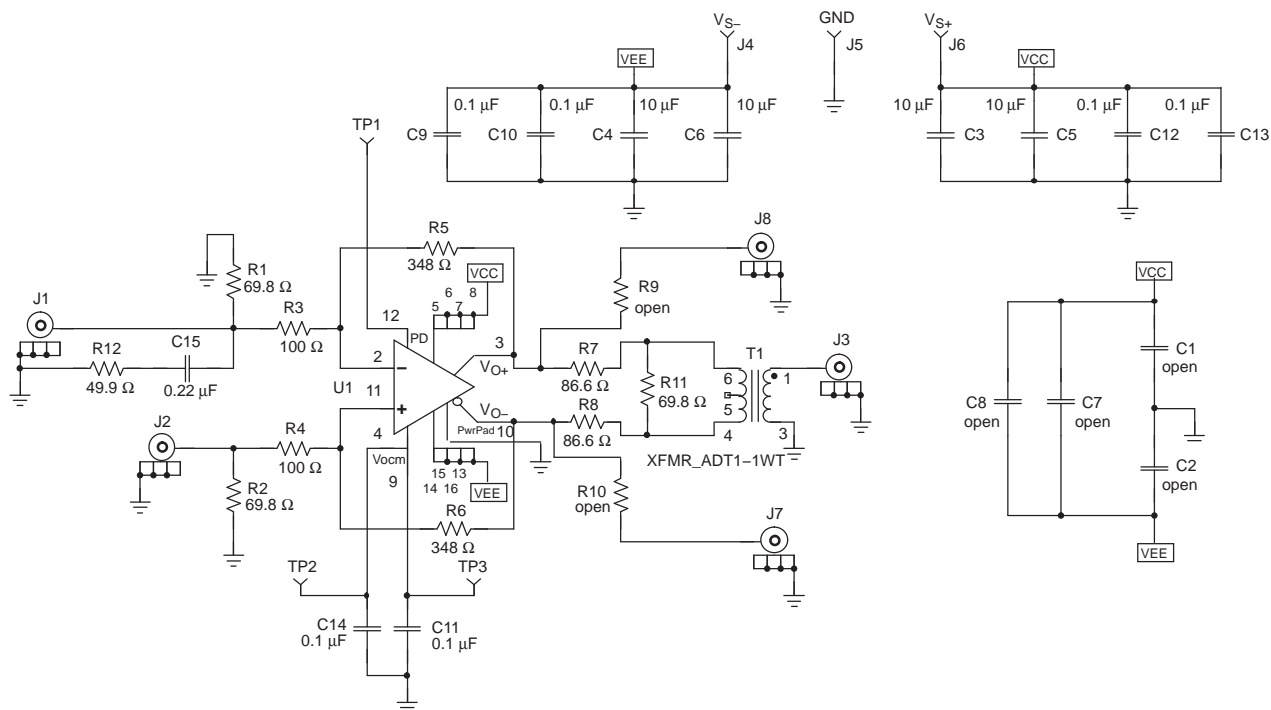 VS−
J4
GND
J5
VS+
J6
VEE
VCC
0.1 µF
0.1 µF
10 µF
10 µF
10 µF
10 µF
0.1 µF
0.1 µF
C9
C10
C4
C6
C3
C5
C12
C13
TP1
J8
R5
348 Ω
VCC
6
8
5
7
R9
open
R1
69.8 Ω
J1
R3
100 Ω
12
PD
3
VO+
R7
86.6 Ω
T1
J3
R12
49.9 Ω
C15
0.22 µF
2
U1
11
R11
69.8 Ω
6
5
4
1
3
VO−
PwrPad
10
R8
86.6 Ω
XFMR_ADT1−1WT
J2
R4
100 Ω
4
Vocm
9
15
13
14
16
VEE
R2
69.8 Ω
R10
open
R6
348 Ω
J7
TP2
TP3
C14
0.1 µF
C11
0.1 µF
VCC
C1
open
C8
open
C7
open
C2
open
VEE